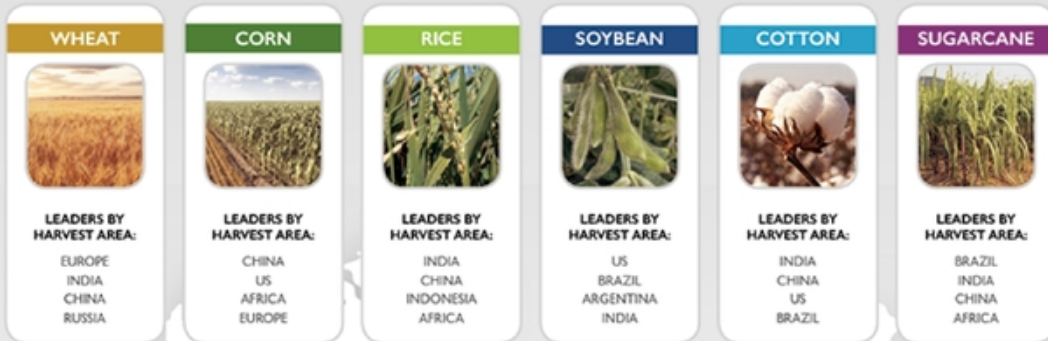 WHEAT
LEADERS BY
HARVEST AREA:
EUROPE
INDIA
CHINA
RUSSIA
CORN
LEADERS BY
HARVEST AREA:
CHINA
US
AFRICA
EUROPE
RICE
LEADERS BY
HARVEST AREA:
INDIA
CHINA
INDONESIA
AFRICA
SOYBEAN
LEADERS BY
HARVEST AREA:
US
BRAZIL
ARGENTINA
INDIA
COTTON
LEADERS BY
HARVEST AREA:
INDIA
CHINA
US
BRAZIL
SUGARCANE
LEADERS BY
HARVEST AREA:
BRAZIL
INDIA
CHINA
AFRICA